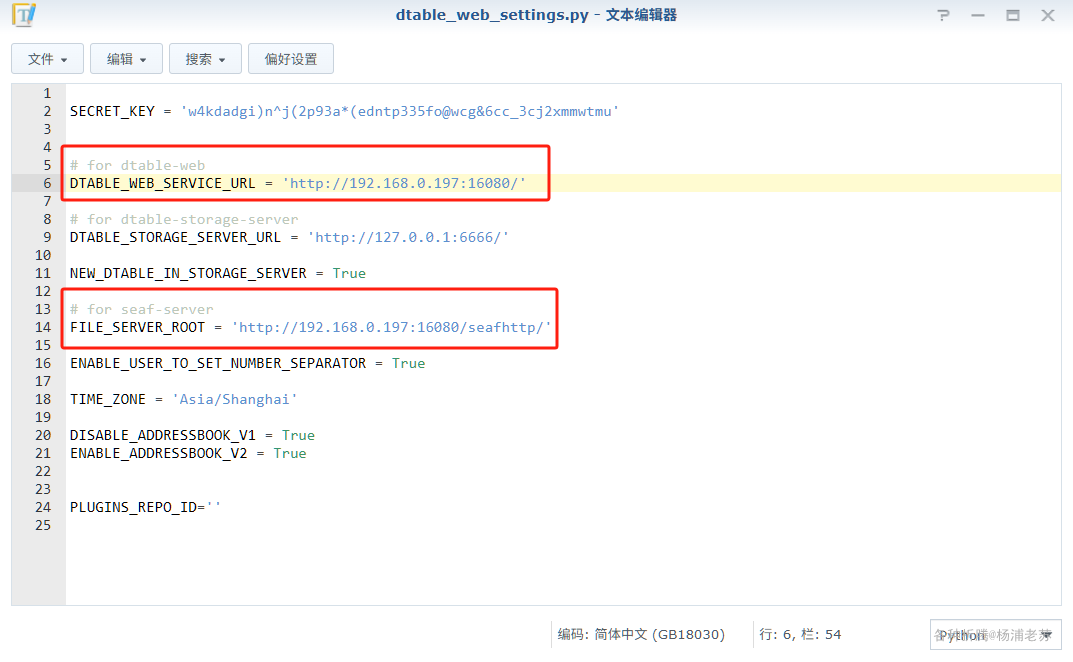 dtable_web_settings.py - 文本编辑器
文件 编辑 搜索 偏好设置
1
2 SECRET_KEY = 'w4kdadgi)n^j(2p93a*(edntp335fo@wcg&6cc_3cj2xmmwtmu'
3
4
5 # for dtable-web
6 DTABLE_WEB_SERVICE_URL = 'http://192.168.0.197:16080/'
7
8 # for dtable-storage-server
9 DTABLE_STORAGE_SERVER_URL = 'http://127.0.0.1:6666/'
10
11 NEW_DTABLE_IN_STORAGE_SERVER = True
12
13 # for seaf-server
14 FILE_SERVER_ROOT = 'http://192.168.0.197:16080/seafhttp/'
15
16 ENABLE_USER_TO_SET_NUMBER_SEPARATOR = True
17
18 TIME_ZONE = 'Asia/Shanghai'
19
20 DISABLE_ADDRESSBOOK_V1 = True
21 ENABLE_ADDRESSBOOK_V2 = True
22
23
24 PLUGINS_REPO_ID=''
25
编码: 简体中文 (GB18030) 行: 6, 栏: 54 Python
@杨浦老苏